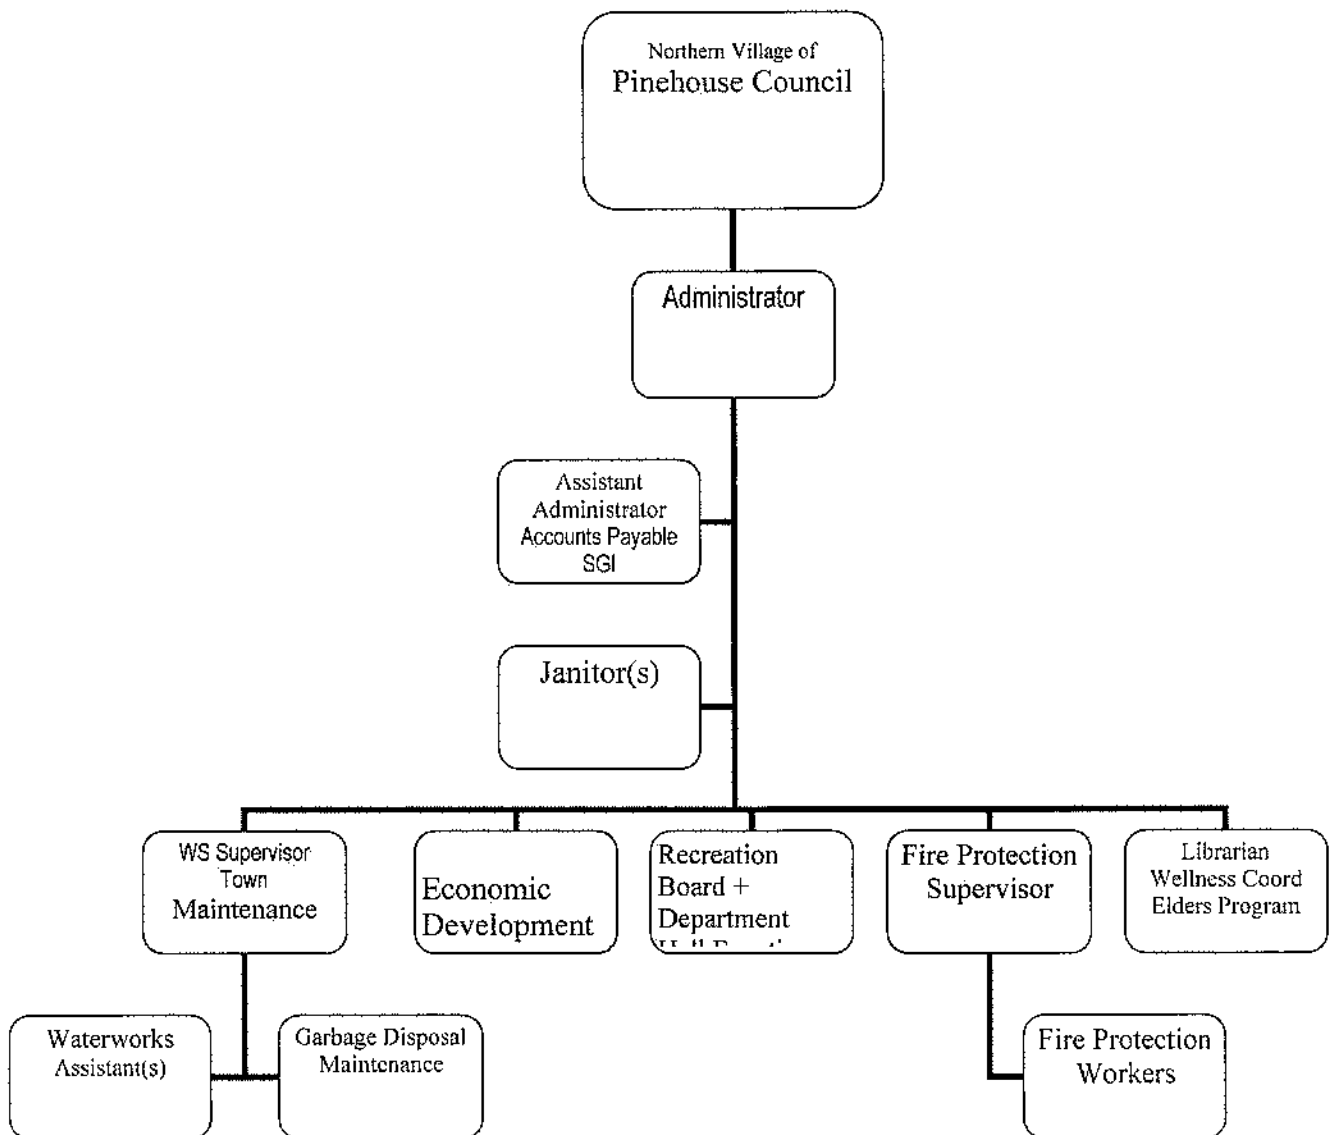 Northern Village of
Pinehouse Council
Administrator
Assistant
Administrator
Accounts Payable
SGI
Janitor(s)
WS Supervisor
Town
Maintenance
Economic
Development
Recreation
Board +
Department
Fire Protection
Supervisor
Librarian
Wellness Coord
Elders Program
Waterworks
Assistant(s)
Garbage Disposal
Maintenance
Fire Protection
Workers